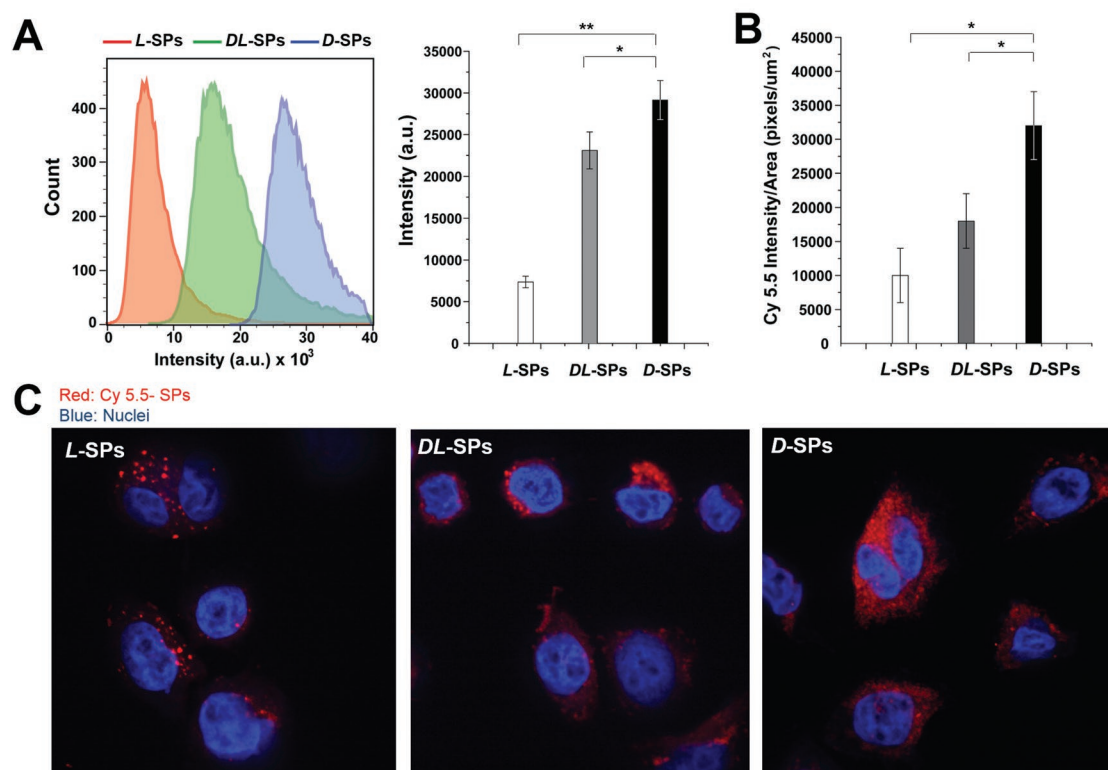 A
L-SPs DL-SPs D-SPs
Count
400
300
200
100
0
0 10 20 30 40
Intensity (a.u.) x 10³
Intensity (a.u.)
35000
30000
25000
20000
15000
10000
5000
0
**
*
L-SPs DL-SPs D-SPs
B
Cy 5.5 Intensity/Area (pixels/um²)
45000
40000
35000
30000
25000
20000
15000
10000
5000
0
*
*
L-SPs DL-SPs D-SPs
C
Red: Cy 5.5- SPs
Blue: Nuclei
L-SPs
DL-SPs
D-SPs